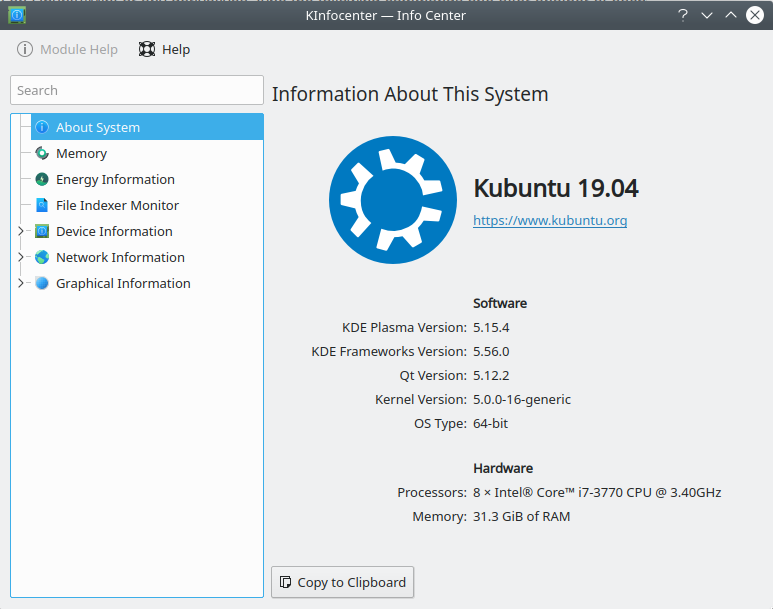 KInfocenter — Info Center
Module Help Help
Search
Information About This System
About System
Memory
Energy Information
File Indexer Monitor
Device Information
Network Information
Graphical Information
Kubuntu 19.04
https://www.kubuntu.org
Software
KDE Plasma Version: 5.15.4
KDE Frameworks Version: 5.56.0
Qt Version: 5.12.2
Kernel Version: 5.0.0-16-generic
OS Type: 64-bit
Hardware
Processors: 8 × Intel® Core™ i7-3770 CPU @ 3.40GHz
Memory: 31.3 GiB of RAM
Copy to Clipboard